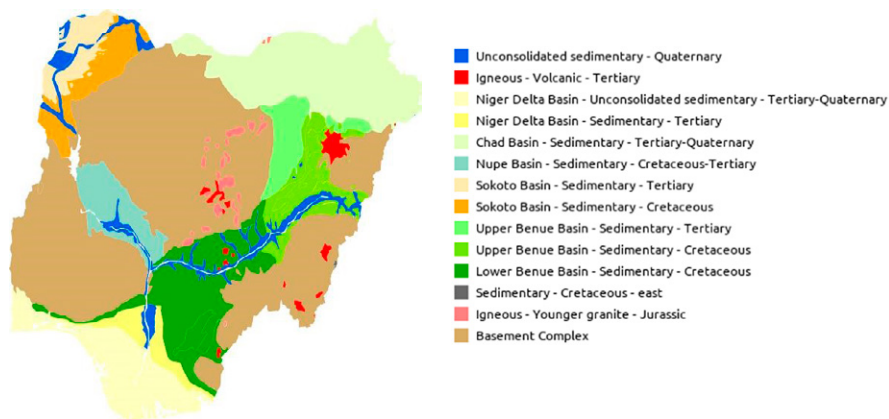 Unconsolidated sedimentary - Quaternary
Igneous - Volcanic - Tertiary
Niger Delta Basin - Unconsolidated sedimentary - Tertiary-Quaternary
Niger Delta Basin - Sedimentary - Tertiary
Chad Basin - Sedimentary - Tertiary-Quaternary
Nupe Basin - Sedimentary - Cretaceous-Tertiary
Sokoto Basin - Sedimentary - Tertiary
Sokoto Basin - Sedimentary - Cretaceous
Upper Benue Basin - Sedimentary - Tertiary
Upper Benue Basin - Sedimentary - Cretaceous
Lower Benue Basin - Sedimentary - Cretaceous
Sedimentary - Cretaceous - east
Igneous - Younger granite - Jurassic
Basement Complex